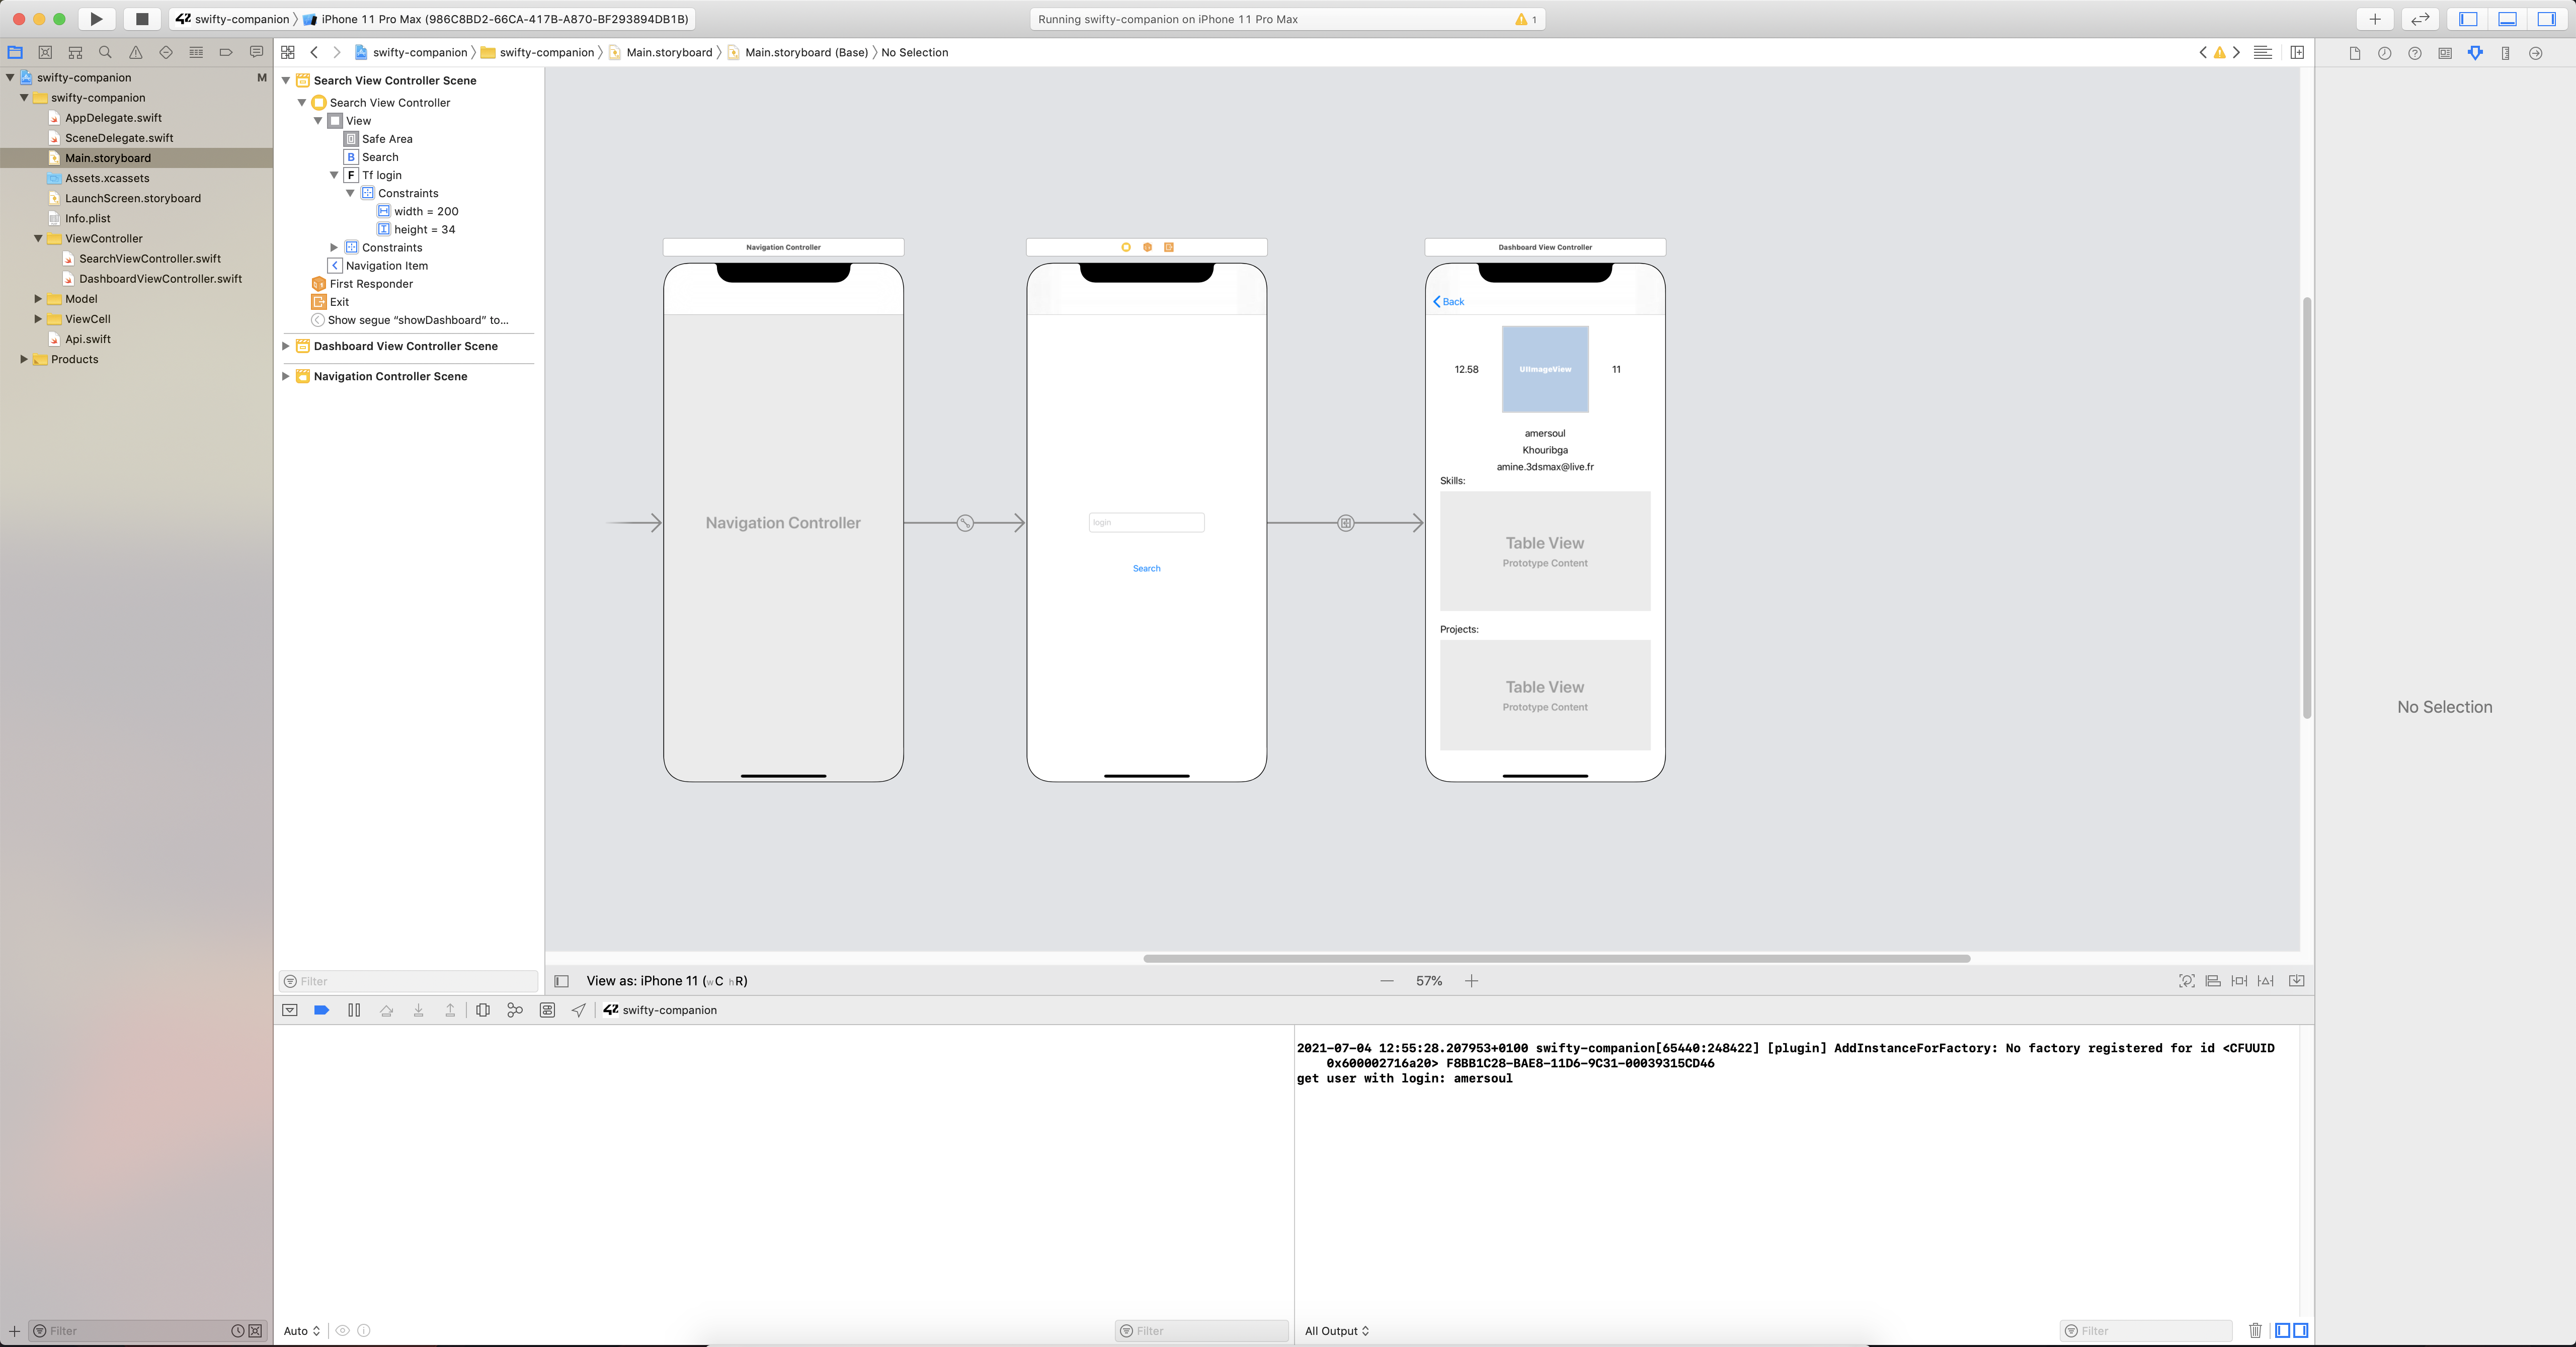 swifty-companion iPhone 11 Pro Max (986C8BD2-66CA-417B-A870-BF293894DB1B)
Running swifty-companion on iPhone 11 Pro Max
1
swifty-companion swifty-companion Main.storyboard Main.storyboard (Base) No Selection
swifty-companion M
swifty-companion
AppDelegate.swift
SceneDelegate.swift
Main.storyboard
Assets.xcassets
LaunchScreen.storyboard
Info.plist
ViewController
SearchViewController.swift
DashboardViewController.swift
Model
ViewCell
Api.swift
Products
Filter
Search View Controller Scene
Search View Controller
View
Safe Area
B Search
F Tf login
Constraints
width = 200
height = 34
Constraints
Navigation Item
First Responder
Exit
Show segue “showDashboard” to...
Dashboard View Controller Scene
Navigation Controller Scene
Filter
Navigation Controller
Navigation Controller
login
Search
Dashboard View Controller
Back
12.58
UIImageView
11
amersoul
Khouribga
amine.3dsmax@live.fr
Skills:
Table View
Prototype Content
Projects:
Table View
Prototype Content
View as: iPhone 11 (wC hR)
57%
No Selection
swifty-companion
2021-07-04 12:55:28.207953+0100 swifty-companion[65440:248422] [plugin] AddInstanceForFactory: No factory registered for id <CFUUID
0x600002716a20> F8BB1C28-BAE8-11D6-9C31-00039315CD46
get user with login: amersoul
Auto
Filter
All Output
Filter